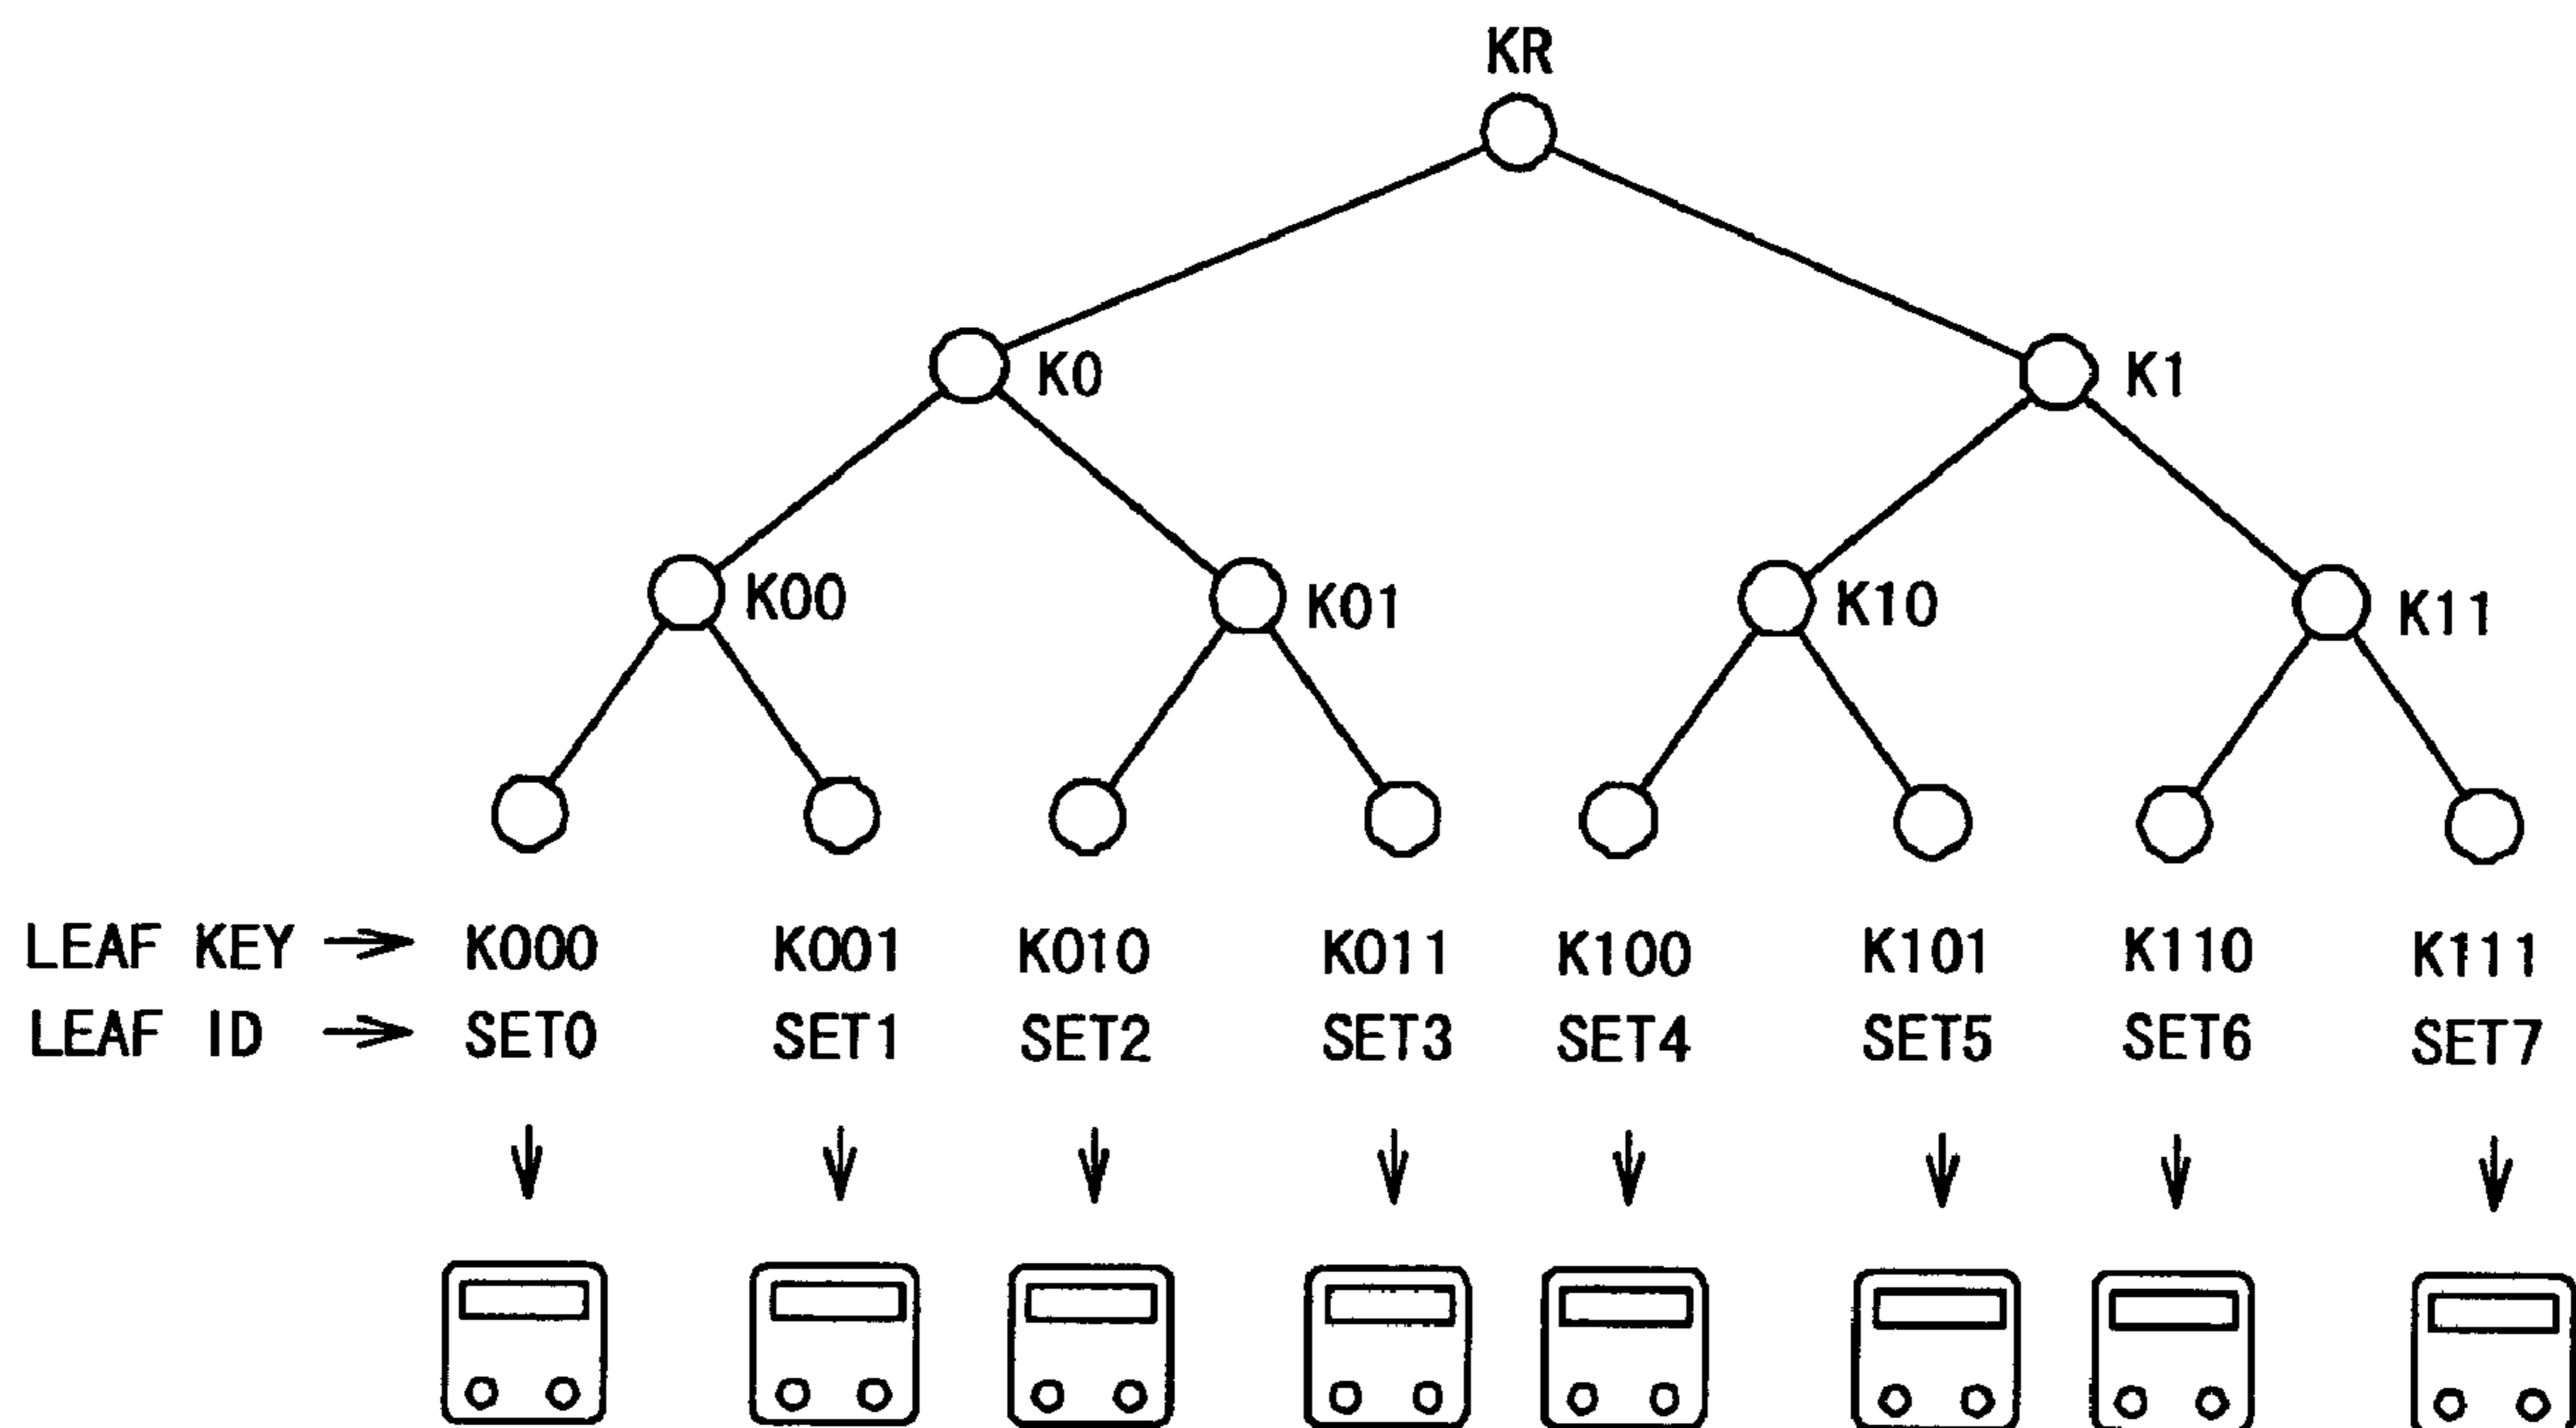 KR
K0 K1
K00 K01 K10 K11
LEAF KEY → K000 K001 K010 K011 K100 K101 K110 K111
LEAF ID → SET0 SET1 SET2 SET3 SET4 SET5 SET6 SET7